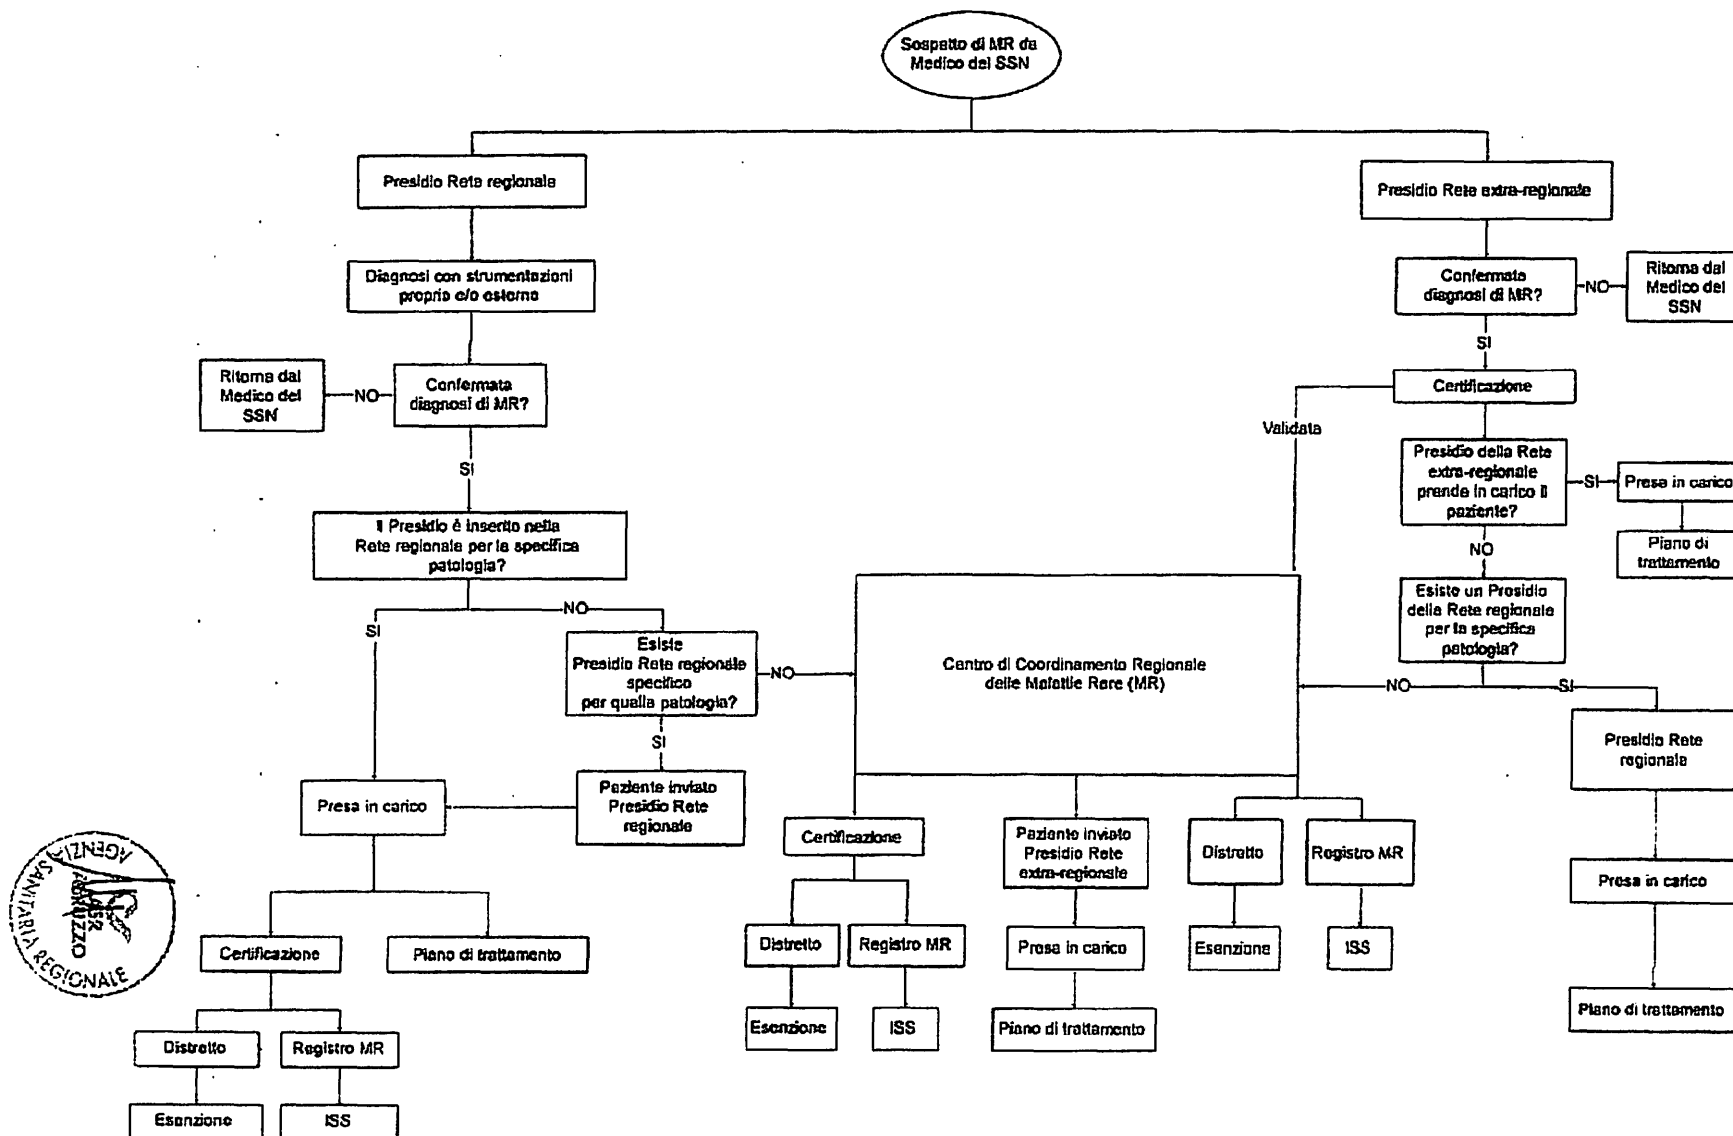 Sospetto di MR da
Medico del SSN
Presidio Rete regionale
Presidio Rete extra-regionale
Diagnosi con strumentazioni
proprie e/o esterne
Confermata
diagnosi di MR?
NO
Ritorna dal
Medico del
SSN
Ritorna dal
Medico del
SSN
NO
Confermata
diagnosi di MR?
SI
Certificazione
Validata
SI
Presidio della Rete
extra-regionale
prende in carico il
paziente?
SI
Presa in carico
Piano di
trattamento
NO
Il Presidio è inserito nella
Rete regionale per la specifica
patologia?
SI
NO
Esiste
Presidio Rete regionale
specifico
per quella patologia?
NO
Centro di Coordinamento Regionale
delle Malattie Rare (MR)
Esiste un Presidio
della Rete regionale
per la specifica
patologia?
NO
SI
SI
Presidio Rete
regionale
Presa in carico
Paziente inviato
Presidio Rete
regionale
Certificazione
Paziente inviato
Presidio Rete
extra-regionale
Distretto
Registro MR
Presa in carico
Certificazione
Piano di trattamento
Distretto
Registro MR
Presa in carico
Esenzione
ISS
Esenzione
ISS
Piano di trattamento
Piano di trattamento
Distretto
Registro MR
Esenzione
ISS
AGENZIA SANITARIA REGIONALE
ASR
ABRUZZO